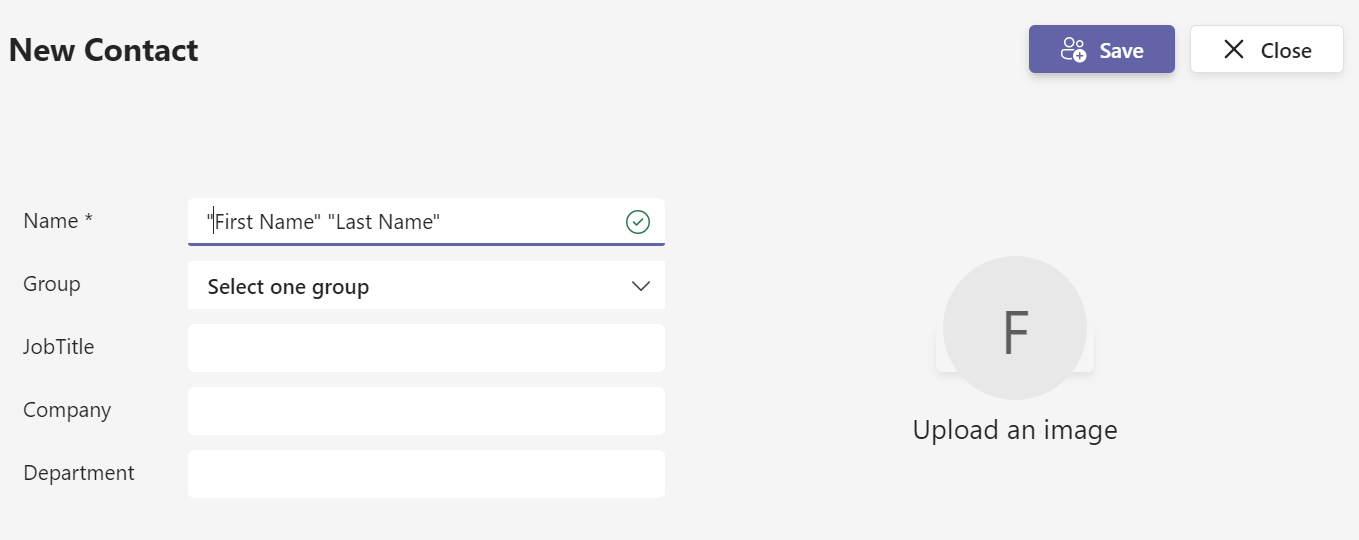 New Contact
Save
Close
Name *
"First Name" "Last Name"
Group
Select one group
JobTitle
Company
Department
F
Upload an image